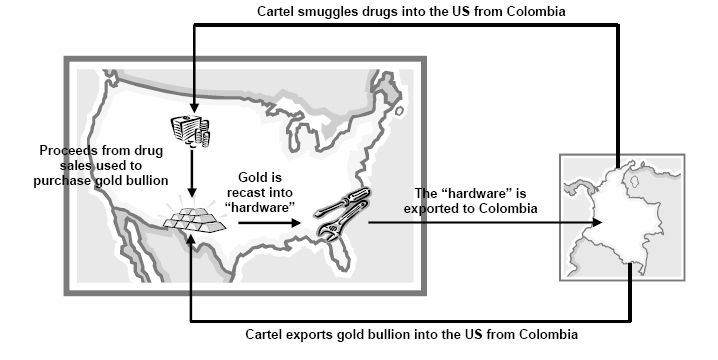 Cartel smuggles drugs into the US from Colombia
Proceeds from drug
sales used to
purchase gold bullion
Gold is
recast into
“hardware”
The “hardware” is
exported to Colombia
Cartel exports gold bullion into the US from Colombia